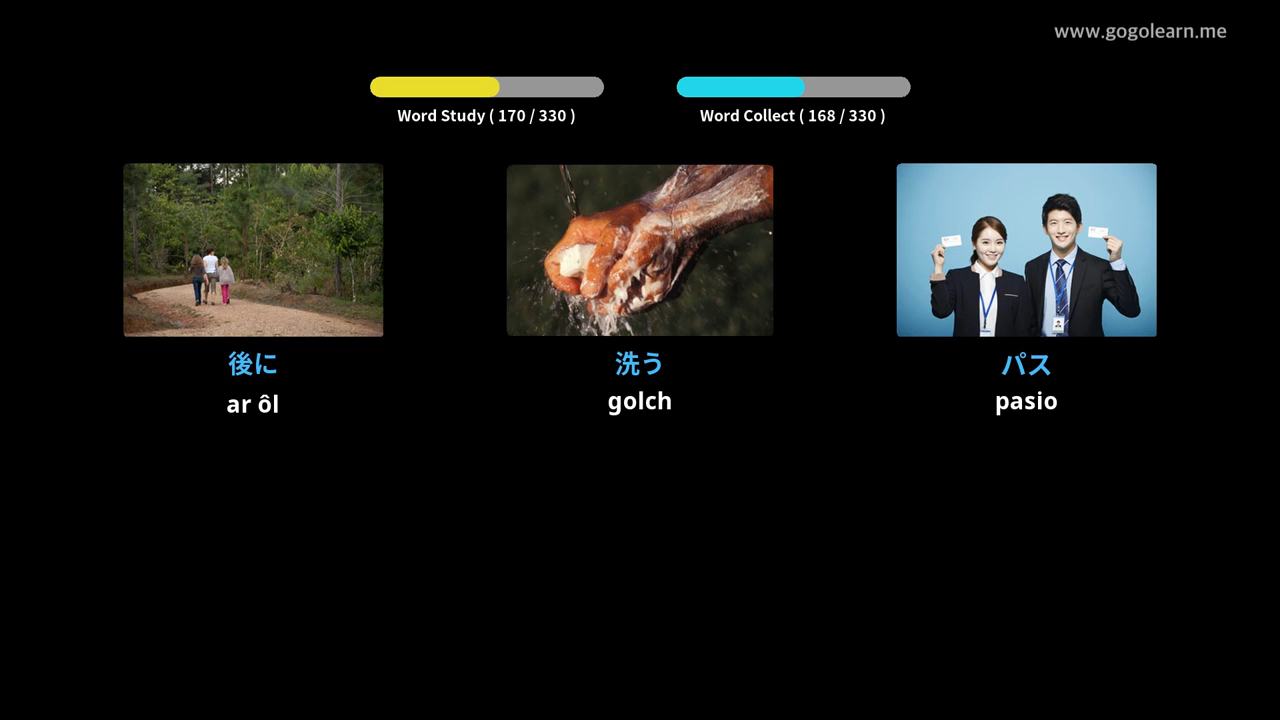 www.gogolearn.me
Word Study ( 170 / 330 )
Word Collect ( 168 / 330 )
後に
洗う
パス
ar ôl
golch
pasio